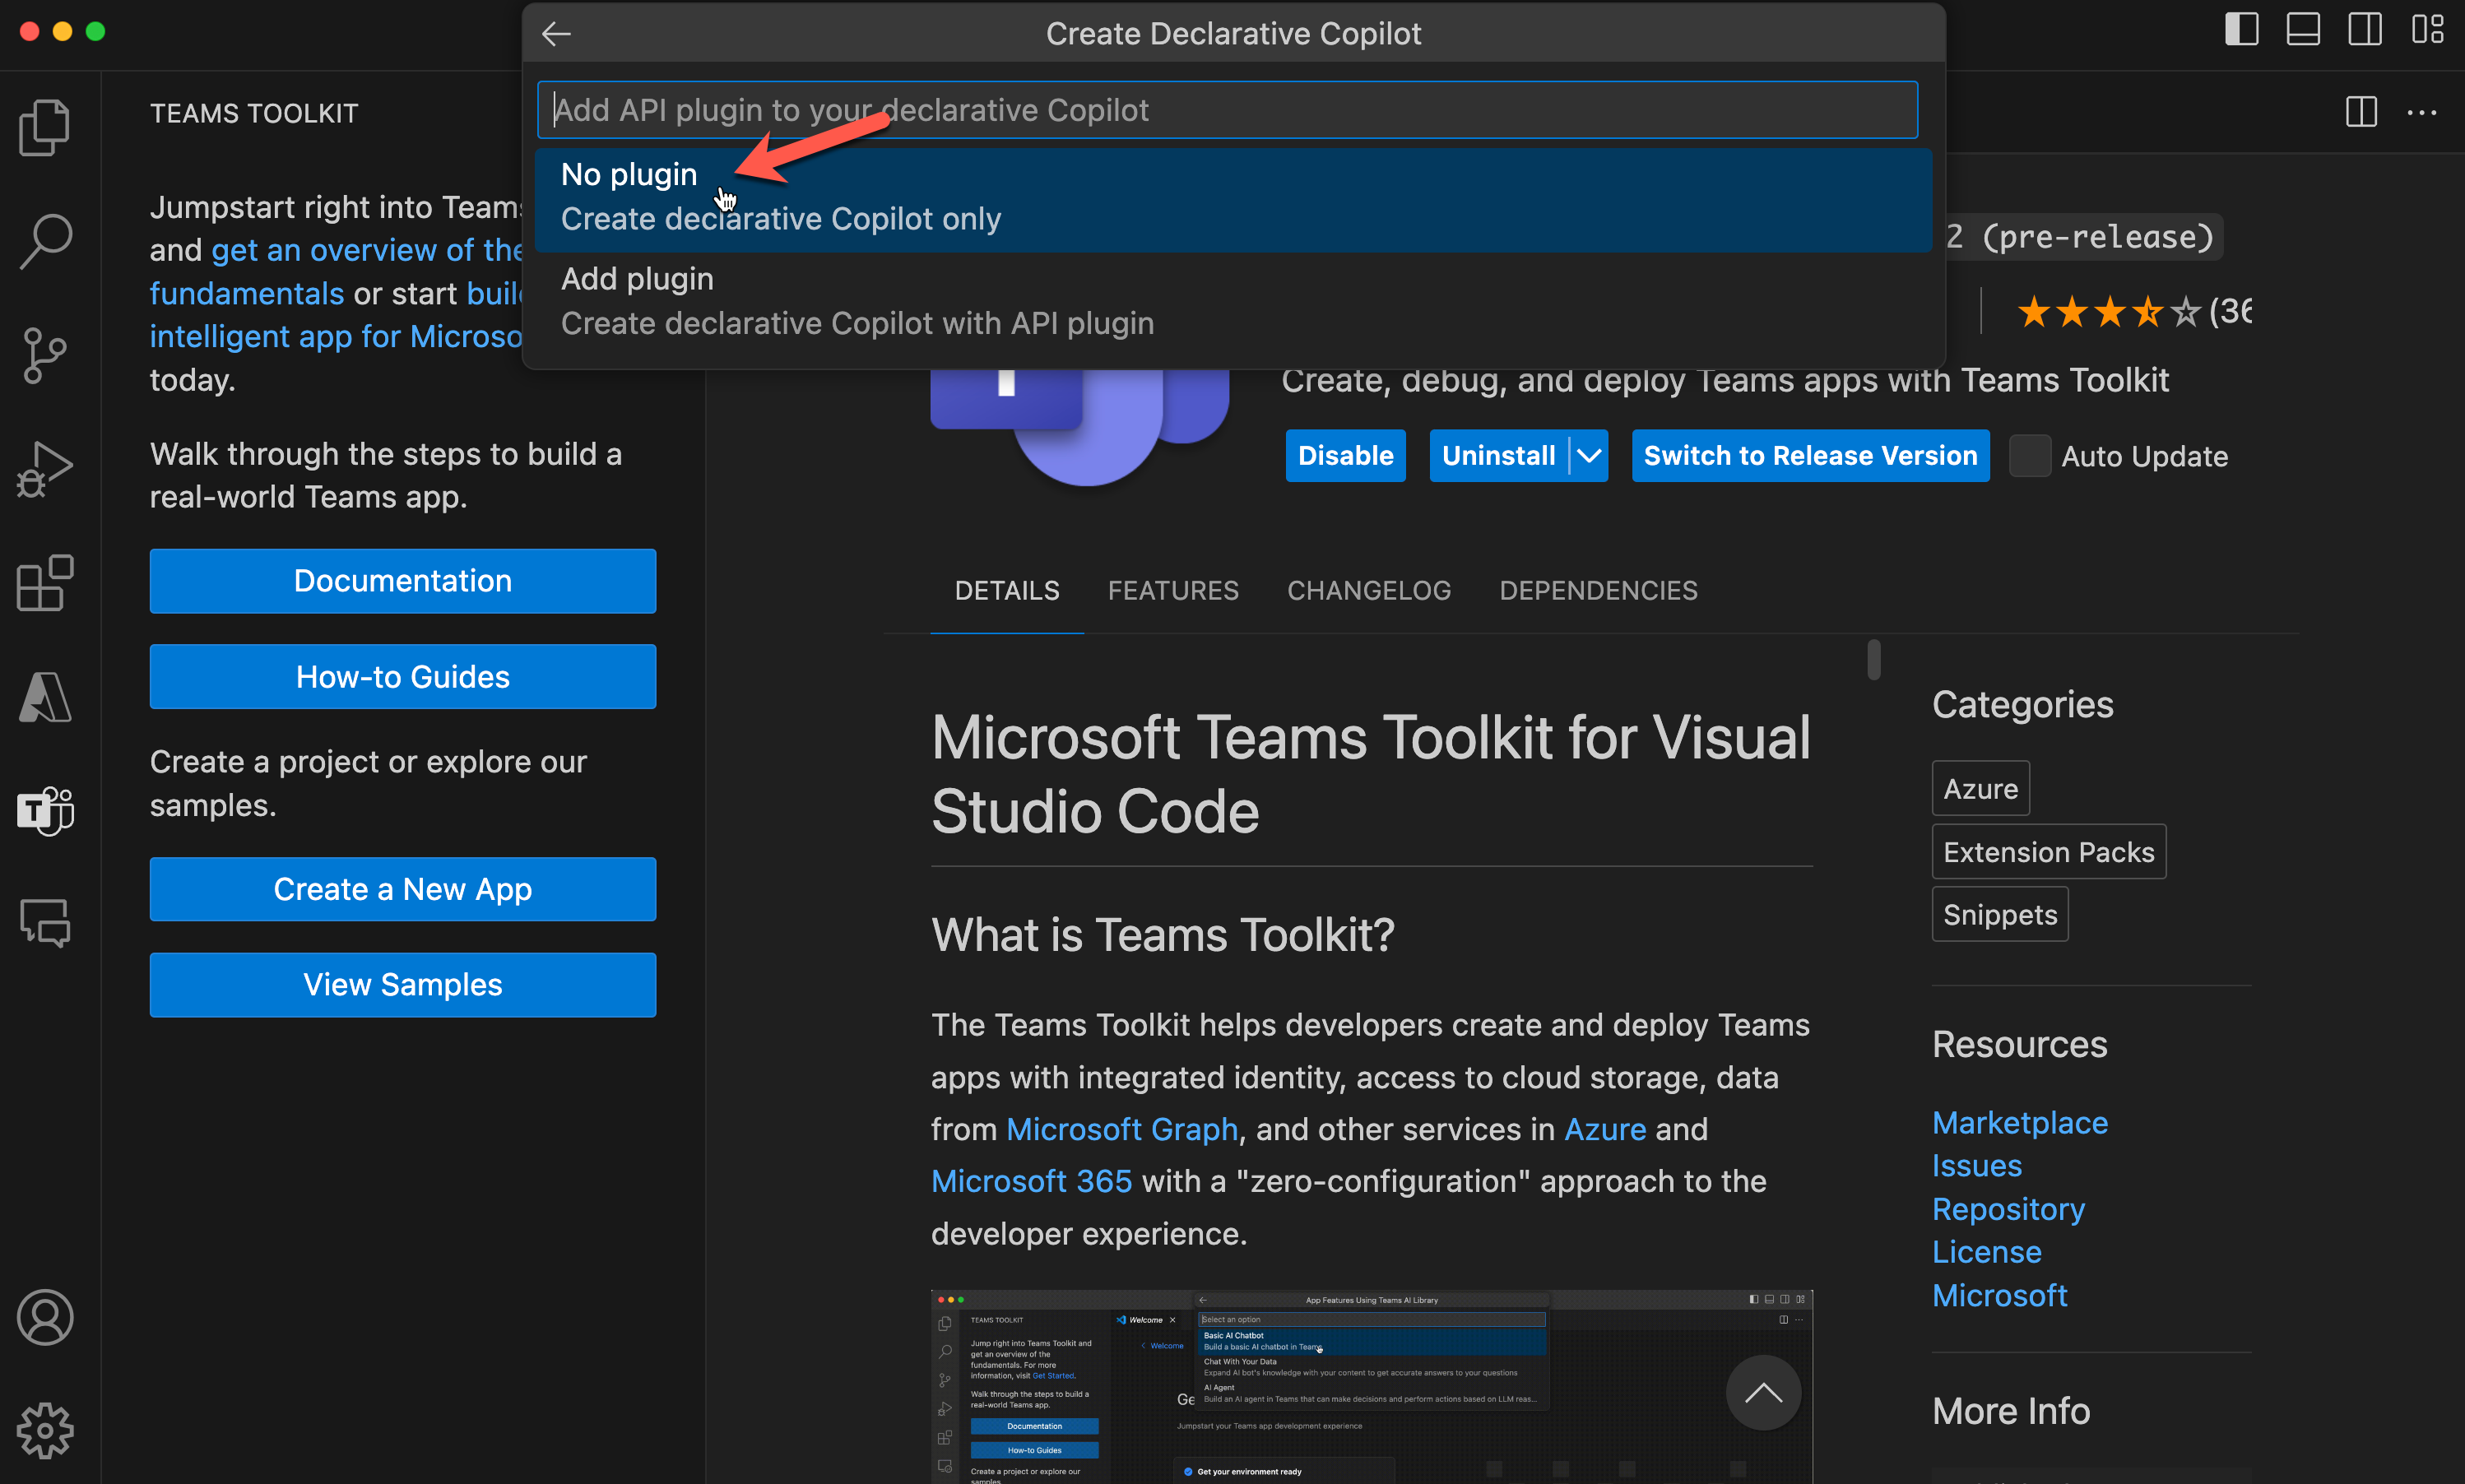 Create Declarative Copilot
Add API plugin to your declarative Copilot
No plugin
Create declarative Copilot only
Add plugin
Create declarative Copilot with API plugin
TEAMS TOOLKIT
Jumpstart right into Teams
and get an overview of the
fundamentals or start
intelligent app for
today.
Walk through the steps to build a
real-world Teams app.
Documentation
How-to Guides
Create a project or explore our
samples.
Create a New App
View Samples
2 (pre-release)
(36
Create, debug, and deploy Teams apps with Teams Toolkit
Disable
Uninstall
Switch to Release Version
Auto Update
DETAILS
FEATURES
CHANGELOG
DEPENDENCIES
Microsoft Teams Toolkit for Visual
Studio Code
What is Teams Toolkit?
The Teams Toolkit helps developers create and deploy Teams
apps with integrated identity, access to cloud storage, data
from Microsoft Graph, and other services in Azure and
Microsoft 365 with a "zero-configuration" approach to the
developer experience.
App Features Using Teams AI Library
TEAMS TOOLKIT
Welcome
Select an option
Jump right into Teams Toolkit and
get an overview of the
fundamentals. For more
information, visit Get Started.
Walk through the steps to build a
real-world Teams app.
Documentation
How-to Guides
Create a project or explore our
samples.
Welcome
Basic AI Chatbot
Build a basic AI chatbot in Teams
Chat With Your Data
Expand AI bot's knowledge with your content to get accurate answers to your questions
AI Agent
Build an AI agent in Teams that can make decisions and perform actions based on LLM reas...
Ge
Jumpstart your Teams app development experience
Get your environment ready
Categories
Azure
Extension Packs
Snippets
Resources
Marketplace
Issues
Repository
License
Microsoft
More Info